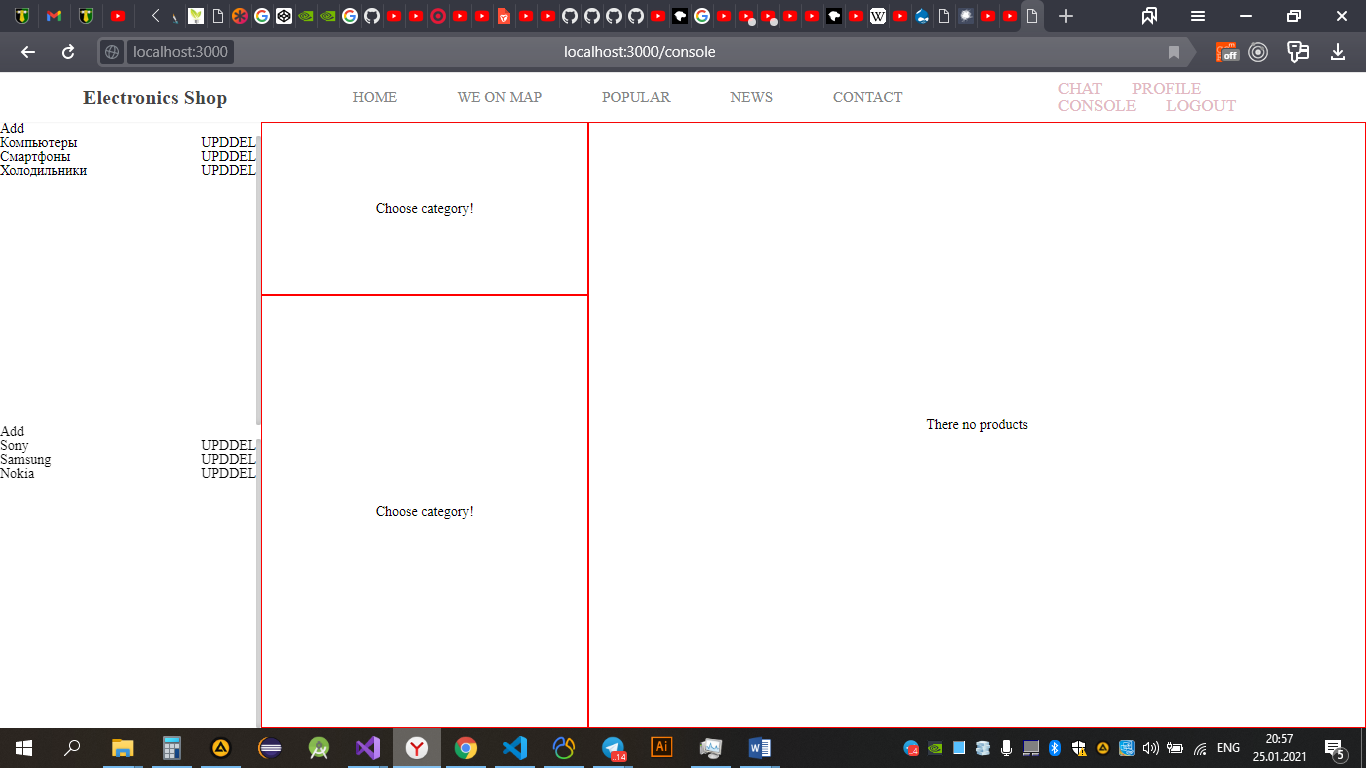 localhost:3000
localhost:3000/console
off
Electronics Shop
HOME
WE ON MAP
POPULAR
NEWS
CONTACT
CHAT
PROFILE
CONSOLE
LOGOUT
Add
Компьютеры UPDDEL
Смартфоны UPDDEL
Холодильники UPDDEL
Choose category!
Add
Sony UPDDEL
Samsung UPDDEL
Nokia UPDDEL
Choose category!
There no products
Ai
ENG
20:57
25.01.2021
5